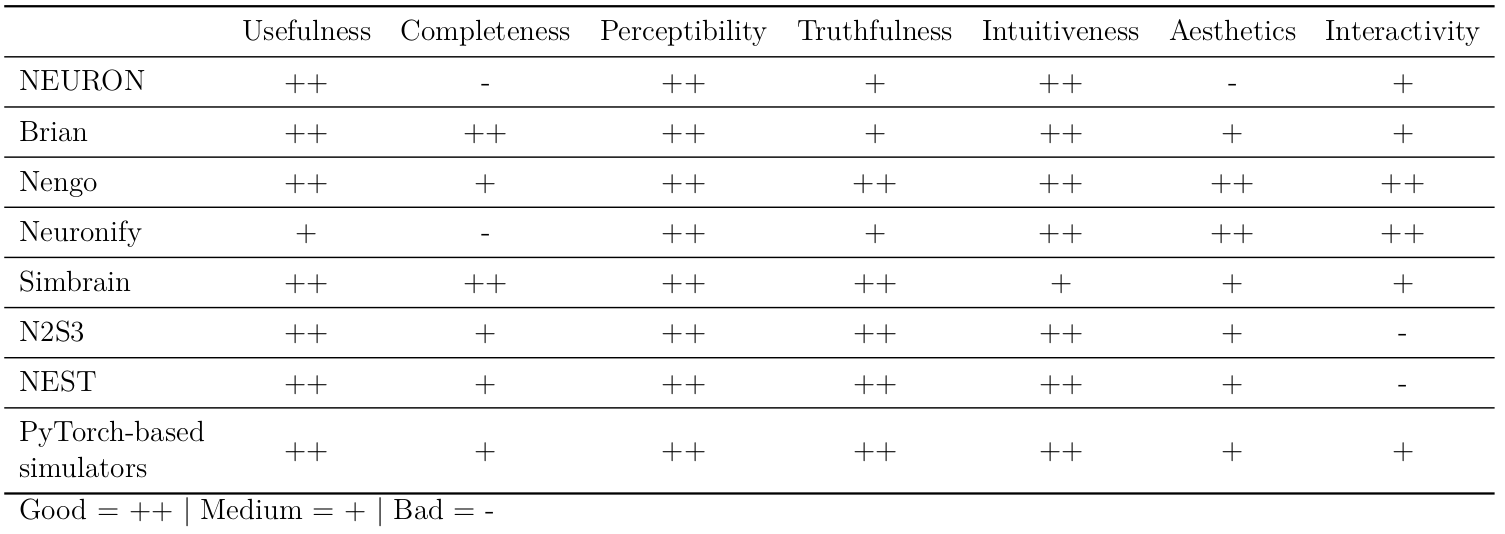 Usefulness Completeness Perceptibility Truthfulness Intuitiveness Aesthetics Interactivity
NEURON ++ - ++ + ++ - +
Brian ++ ++ ++ + ++ + +
Nengo ++ + ++ ++ ++ ++ ++
Neuronify + - ++ + ++ ++ ++
Simbrain ++ ++ ++ ++ + + +
N2S3 ++ + ++ ++ ++ + -
NEST ++ + ++ ++ ++ + -
PyTorch-based
simulators ++ + ++ ++ ++ + +
Good = ++ | Medium = + | Bad = -